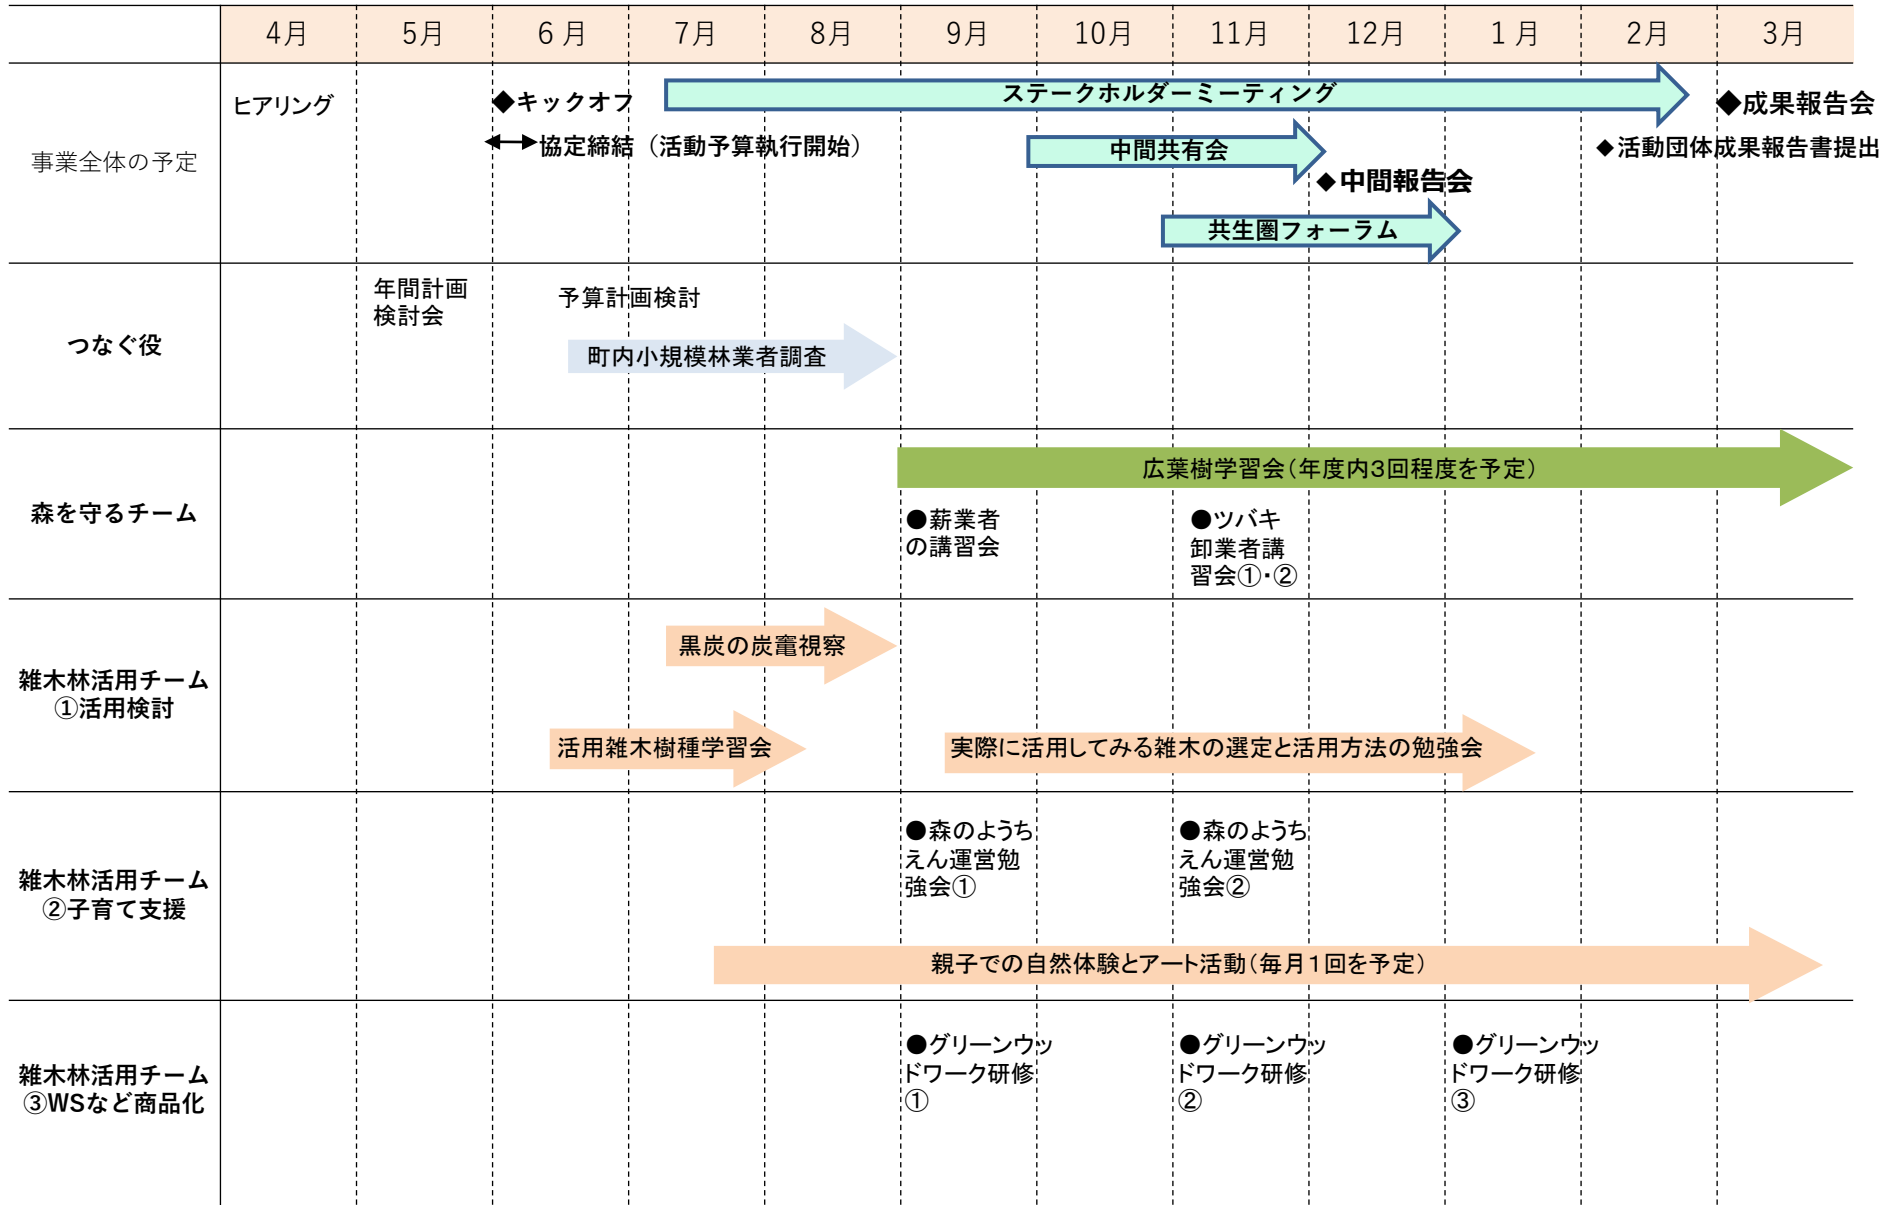 4月 5月 6月 7月 8月 9月 10月 11月 12月 1月 2月 3月
事業全体の予定
ヒアリング
◆キックオフ
協定締結（活動予算執行開始）
ステークホルダーミーティング
中間共有会
◆中間報告会
共生圏フォーラム
◆成果報告会
◆活動団体成果報告書提出
つなぐ役
年間計画
検討会
予算計画検討
町内小規模林業者調査
森を守るチーム
広葉樹学習会（年度内3回程度を予定）
●薪業者
の講習会
●ツバキ
卸業者講
習会①・②
雑木林活用チーム
①活用検討
黒炭の炭竃視察
活用雑木樹種学習会
実際に活用してみる雑木の選定と活用方法の勉強会
雑木林活用チーム
②子育て支援
●森のようち
えん運営勉
強会①
●森のようち
えん運営勉
強会②
親子での自然体験とアート活動（毎月1回を予定）
雑木林活用チーム
③WSなど商品化
●グリーンウッ
ドワーク研修
①
●グリーンウッ
ドワーク研修
②
●グリーンウッ
ドワーク研修
③